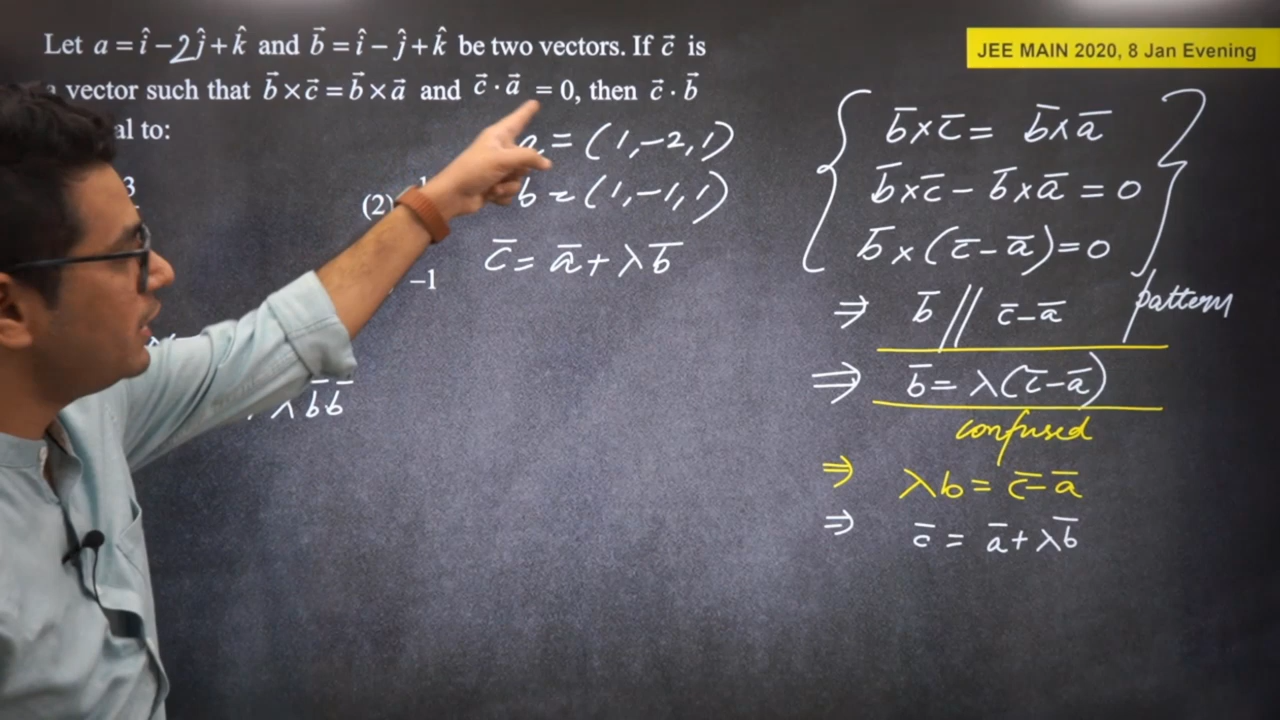 Let a = î − 2ĵ + k̂ and b⃗ = î − ĵ + k̂ be two vectors. If c⃗ is
vector such that b⃗ × c⃗ = b⃗ × a⃗ and c⃗ · a⃗ = 0, then c⃗ · b⃗
al to:
(2)
−1
a = (1, −2, 1)
b = (1, −1, 1)
c̄ = ā + λb̄
λ b̄ b̄
JEE MAIN 2020, 8 Jan Evening
b̄ × c̄ = b̄ × ā
b̄ × c̄ − b̄ × ā = 0
b̄ × (c̄ − ā) = 0
pattern
⇒ b̄ // c̄ − ā
⇒ b̄ = λ(c̄ − ā)
confused
⇒ λb = c̄ − ā
⇒ c̄ = ā + λb̄